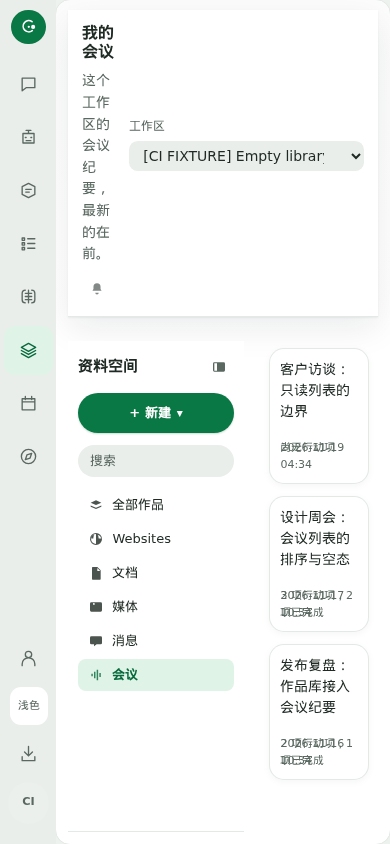 我的
会议
这个
工作
区的
会议
纪
要，
最新
的在
前。
工作区
[CI FIXTURE] Empty library
资料空间
+ 新建 ▾
搜索
全部作品
Websites
文档
媒体
消息
会议
客户访谈：
只读列表的
边界
04:34
设计周会：
会议列表的
排序与空态
发布复盘：
作品库接入
会议纪要
浅色
CI